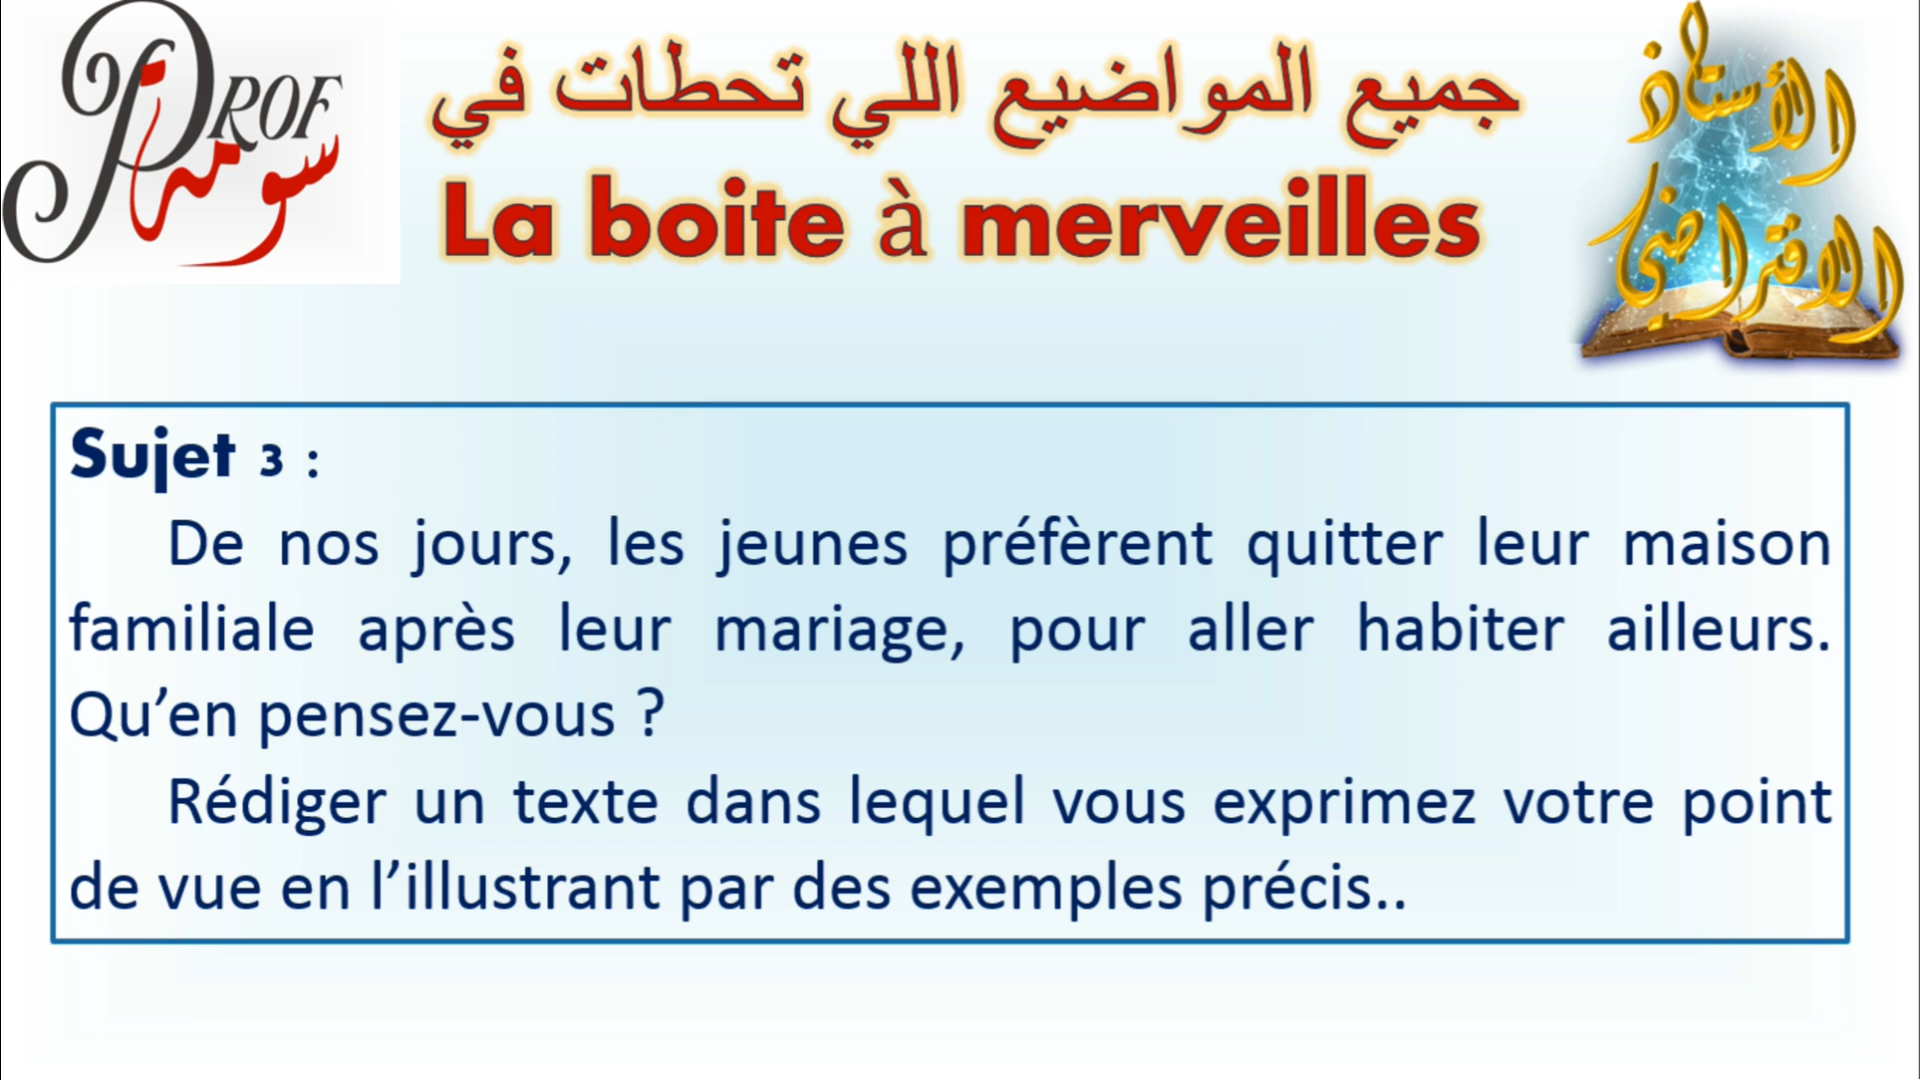 PROF
سومة
جميع المواضيع اللي تحطات في
La boite à merveilles
الأستاذ
الافتراضي
Sujet 3 :
De nos jours, les jeunes préfèrent quitter leur maison
familiale après leur mariage, pour aller habiter ailleurs.
Qu’en pensez-vous ?
Rédiger un texte dans lequel vous exprimez votre point
de vue en l’illustrant par des exemples précis..